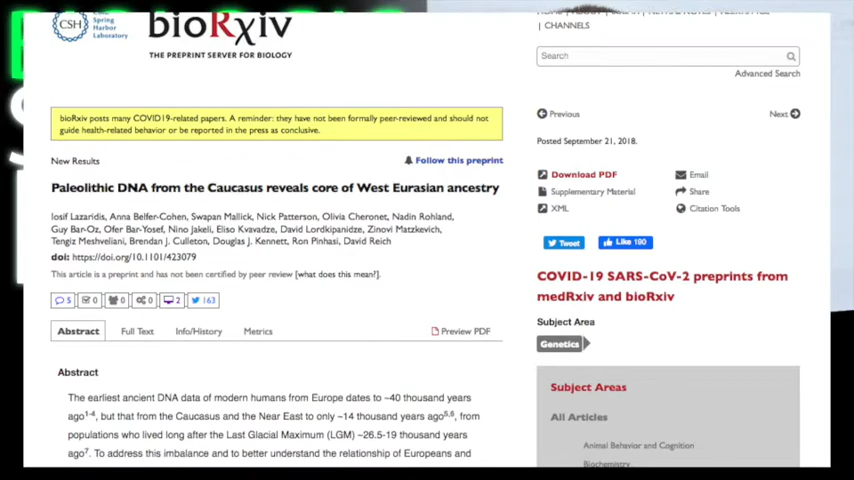 CSH
Spring
Harbor
Laboratory
bioRxiv
THE PREPRINT SERVER FOR BIOLOGY
| CHANNELS
Search
Advanced Search
bioRxiv posts many COVID19-related papers. A reminder: they have not been formally peer-reviewed and should not
guide health-related behavior or be reported in the press as conclusive.
Previous
Next
Posted September 21, 2018.
New Results
Follow this preprint
Paleolithic DNA from the Caucasus reveals core of West Eurasian ancestry
Iosif Lazaridis, Anna Belfer-Cohen, Swapan Mallick, Nick Patterson, Olivia Cheronet, Nadin Rohland,
Guy Bar-Oz, Ofer Bar-Yosef, Nino Jakeli, Eliso Kvavadze, David Lordkipanidze, Zinovi Matzkevich,
Tengiz Meshveliani, Brendan J. Culleton, Douglas J. Kennett, Ron Pinhasi, David Reich
doi: https://doi.org/10.1101/423079
This article is a preprint and has not been certified by peer review [what does this mean?].
5 0 0 0 2 163
Abstract Full Text Info/History Metrics Preview PDF
Download PDF
Supplementary Material
XML
Email
Share
Citation Tools
Tweet Like 190
COVID-19 SARS-CoV-2 preprints from
medRxiv and bioRxiv
Subject Area
Genetics
Subject Areas
All Articles
Animal Behavior and Cognition
Biochemistry
Abstract
The earliest ancient DNA data of modern humans from Europe dates to ~40 thousand years
ago1-4, but that from the Caucasus and the Near East to only ~14 thousand years ago5,6, from
populations who lived long after the Last Glacial Maximum (LGM) ~26.5-19 thousand years
ago7. To address this imbalance and to better understand the relationship of Europeans and